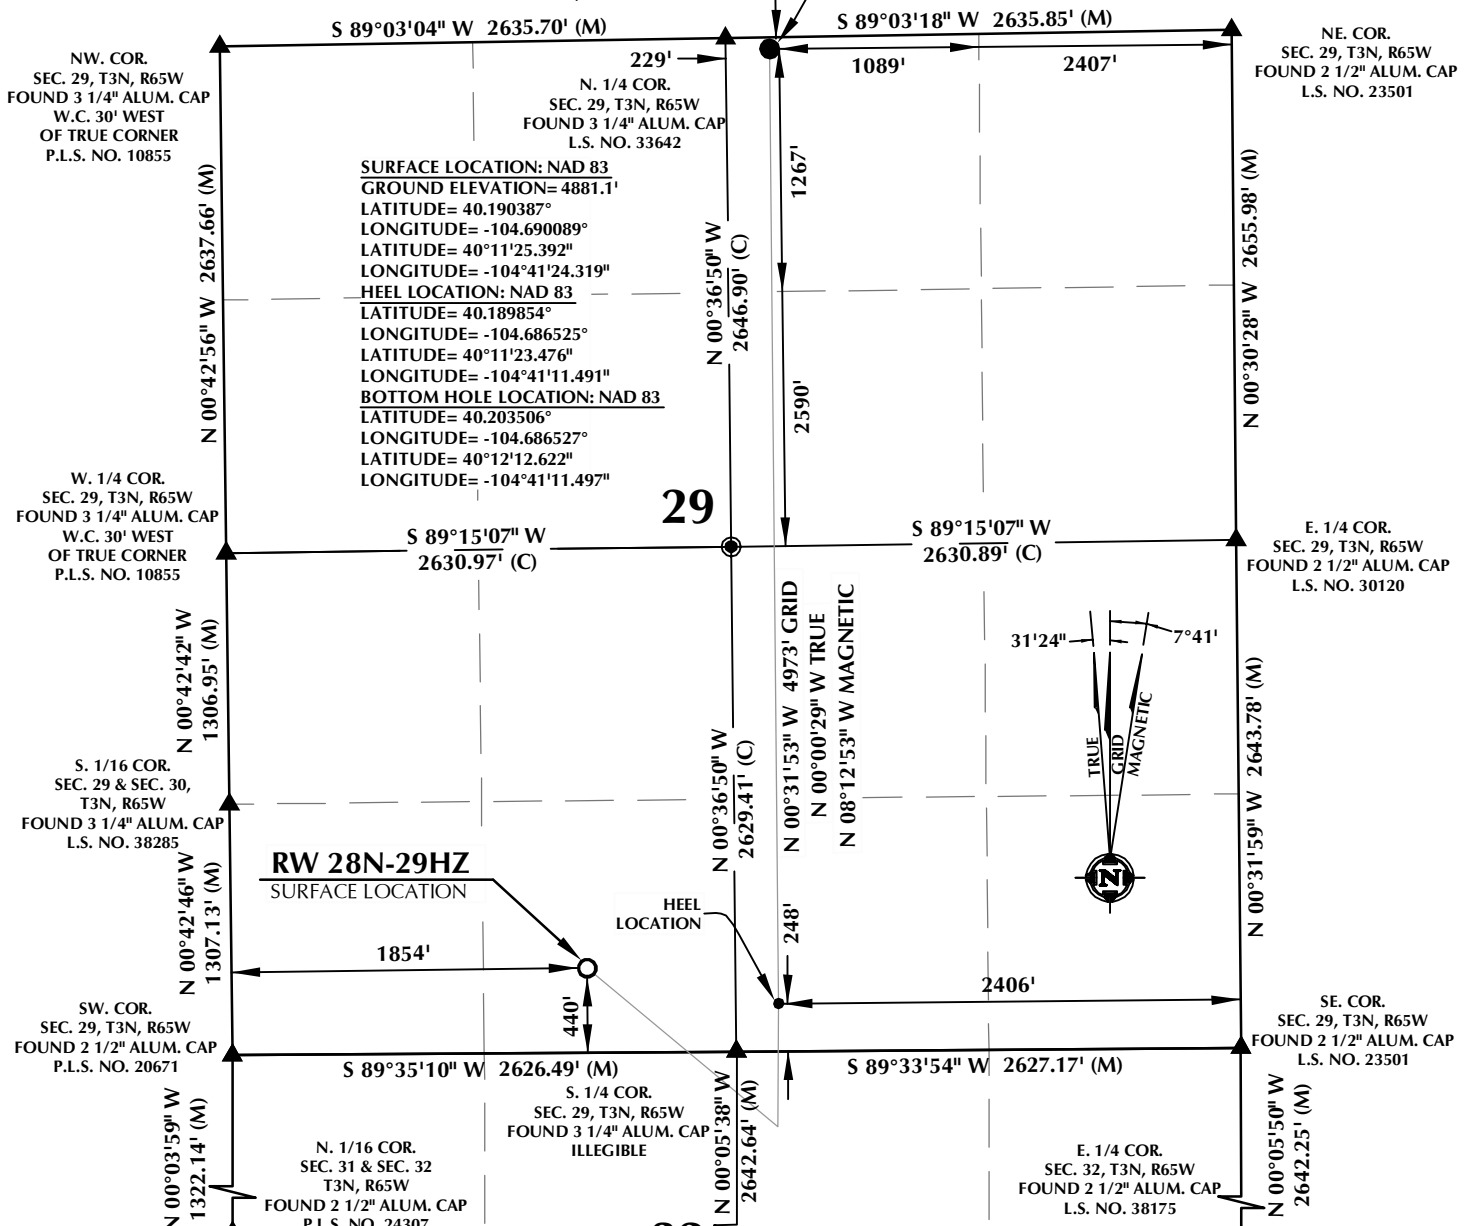 S 89°03'04" W 2635.70' (M)
S 89°03'18" W 2635.85' (M)
NW. COR.
SEC. 29, T3N, R65W
FOUND 3 1/4" ALUM. CAP
W.C. 30' WEST
OF TRUE CORNER
P.L.S. NO. 10855
229'
N. 1/4 COR.
SEC. 29, T3N, R65W
FOUND 3 1/4" ALUM. CAP
L.S. NO. 33642
1089'
2407'
NE. COR.
SEC. 29, T3N, R65W
FOUND 2 1/2" ALUM. CAP
L.S. NO. 23501
SURFACE LOCATION: NAD 83
GROUND ELEVATION= 4881.1'
LATITUDE= 40.190387°
LONGITUDE= -104.690089°
LATITUDE= 40°11'25.392"
LONGITUDE= -104°41'24.319"
HEEL LOCATION: NAD 83
LATITUDE= 40.189854°
LONGITUDE= -104.686525°
LATITUDE= 40°11'23.476"
LONGITUDE= -104°41'11.491"
BOTTOM HOLE LOCATION: NAD 83
LATITUDE= 40.203506°
LONGITUDE= -104.686527°
LATITUDE= 40°12'12.622"
LONGITUDE= -104°41'11.497"
N 00°42'56" W 2637.66' (M)
N 00°36'50" W
2646.90' (C)
1267'
2590'
N 00°30'28" W 2655.98' (M)
W. 1/4 COR.
SEC. 29, T3N, R65W
FOUND 3 1/4" ALUM. CAP
W.C. 30' WEST
OF TRUE CORNER
P.L.S. NO. 10855
29
S 89°15'07" W
2630.97' (C)
S 89°15'07" W
2630.89' (C)
E. 1/4 COR.
SEC. 29, T3N, R65W
FOUND 2 1/2" ALUM. CAP
L.S. NO. 30120
N 00°42'42" W
1306.95' (M)
N 00°36'50" W
2629.41' (C)
N 00°31'53" W 4973' GRID
N 00°00'29" W TRUE
N 08°12'53" W MAGNETIC
31'24"
7°41'
TRUE
GRID
MAGNETIC
N
N 00°31'59" W 2643.78' (M)
S. 1/16 COR.
SEC. 29 & SEC. 30,
T3N, R65W
FOUND 3 1/4" ALUM. CAP
L.S. NO. 38285
RW 28N-29HZ
SURFACE LOCATION
N 00°42'46" W
1307.13' (M)
1854'
440'
HEEL
LOCATION
248'
2406'
SW. COR.
SEC. 29, T3N, R65W
FOUND 2 1/2" ALUM. CAP
P.L.S. NO. 20671
SE. COR.
SEC. 29, T3N, R65W
FOUND 2 1/2" ALUM. CAP
L.S. NO. 23501
S 89°35'10" W 2626.49' (M)
S 89°33'54" W 2627.17' (M)
S. 1/4 COR.
SEC. 29, T3N, R65W
FOUND 3 1/4" ALUM. CAP
ILLEGIBLE
N 00°03'59" W
1322.14' (M)
N 00°05'38" W
2642.64' (M)
N 00°05'50" W
2642.25' (M)
N. 1/16 COR.
SEC. 31 & SEC. 32
T3N, R65W
FOUND 2 1/2" ALUM. CAP
P.L.S. NO. 24307
E. 1/4 COR.
SEC. 32, T3N, R65W
FOUND 2 1/2" ALUM. CAP
L.S. NO. 38175